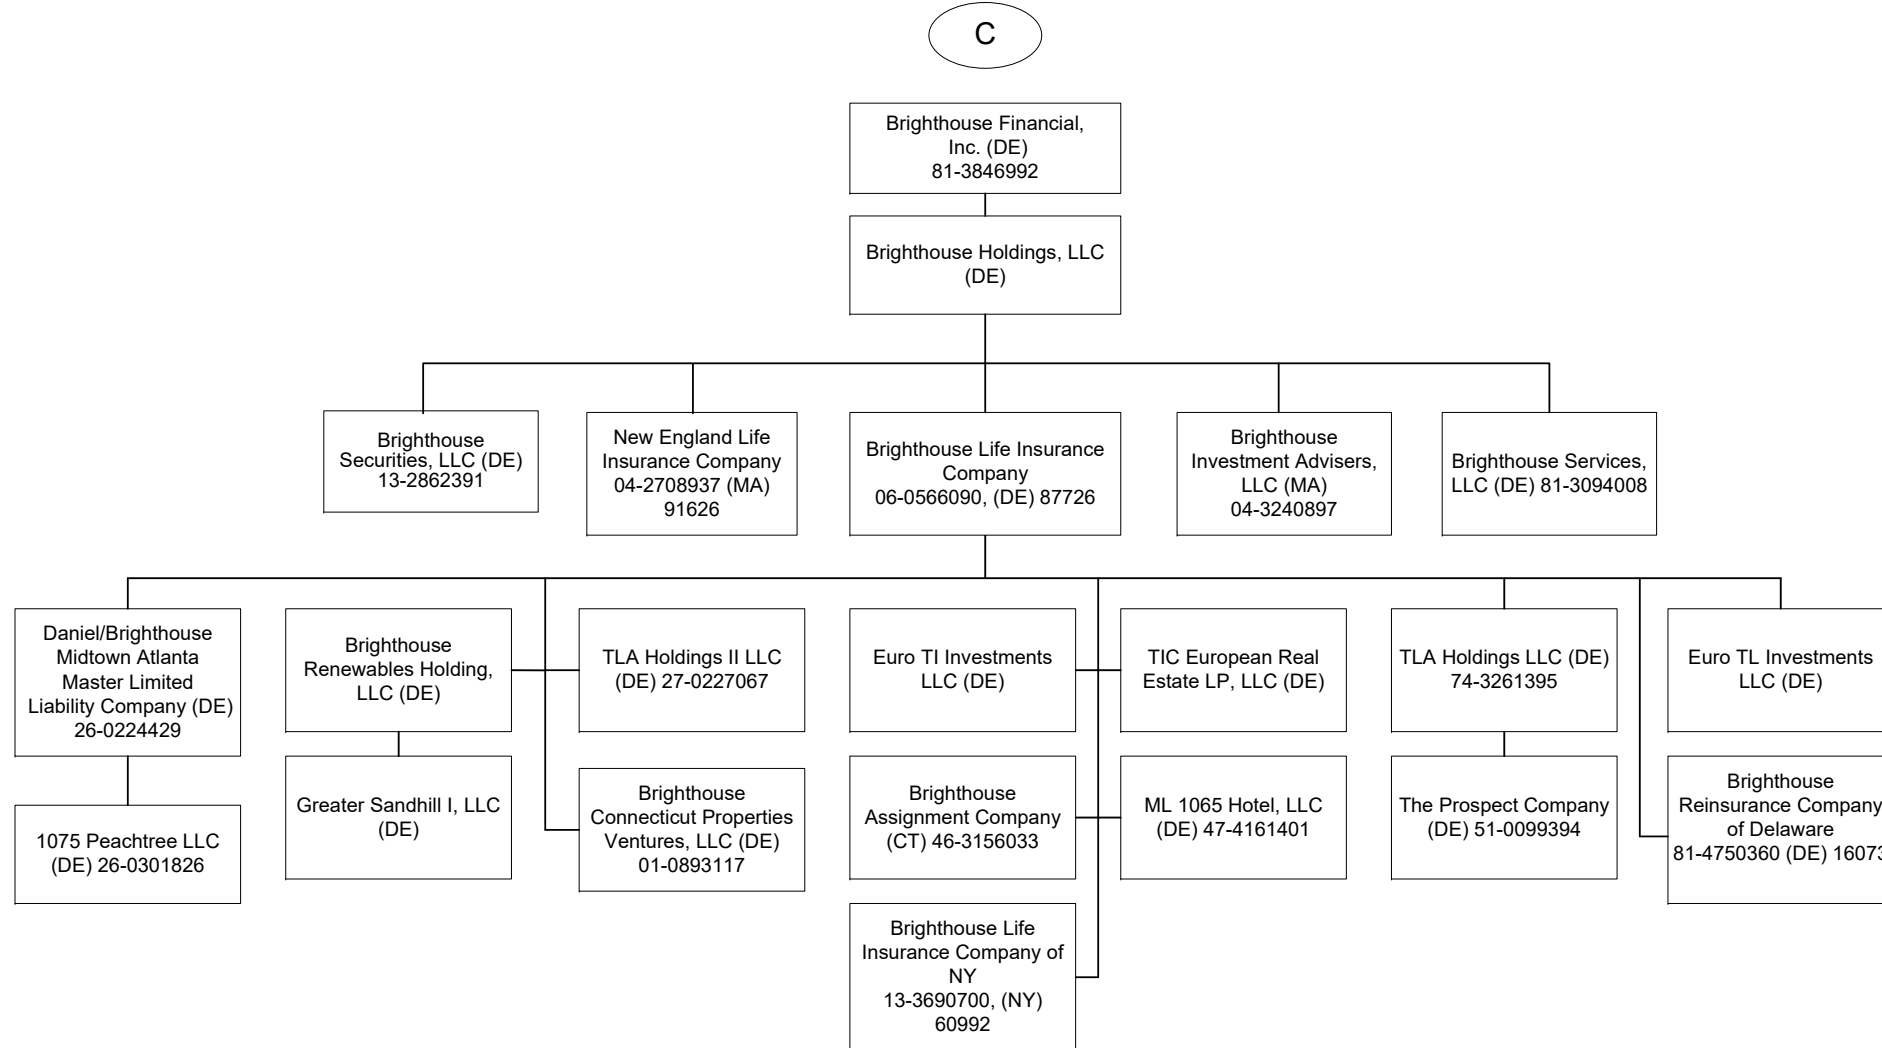 C
Brighthouse Financial,
Inc. (DE)
81-3846992
Brighthouse Holdings, LLC
(DE)
Brighthouse
Securities, LLC (DE)
13-2862391
New England Life
Insurance Company
04-2708937 (MA)
91626
Brighthouse Life Insurance
Company
06-0566090, (DE) 87726
Brighthouse
Investment Advisers,
LLC (MA)
04-3240897
Brighthouse Services,
LLC (DE) 81-3094008
Daniel/Brighthouse
Midtown Atlanta
Master Limited
Liability Company (DE)
26-0224429
Brighthouse
Renewables Holding,
LLC (DE)
TLA Holdings II LLC
(DE) 27-0227067
Euro TI Investments
LLC (DE)
TIC European Real
Estate LP, LLC (DE)
TLA Holdings LLC (DE)
74-3261395
Euro TL Investments
LLC (DE)
1075 Peachtree LLC
(DE) 26-0301826
Greater Sandhill I, LLC
(DE)
Brighthouse
Connecticut Properties
Ventures, LLC (DE)
01-0893117
Brighthouse
Assignment Company
(CT) 46-3156033
ML 1065 Hotel, LLC
(DE) 47-4161401
The Prospect Company
(DE) 51-0099394
Brighthouse
Reinsurance Company
of Delaware
81-4750360 (DE) 16073
Brighthouse Life
Insurance Company of
NY
13-3690700, (NY)
60992